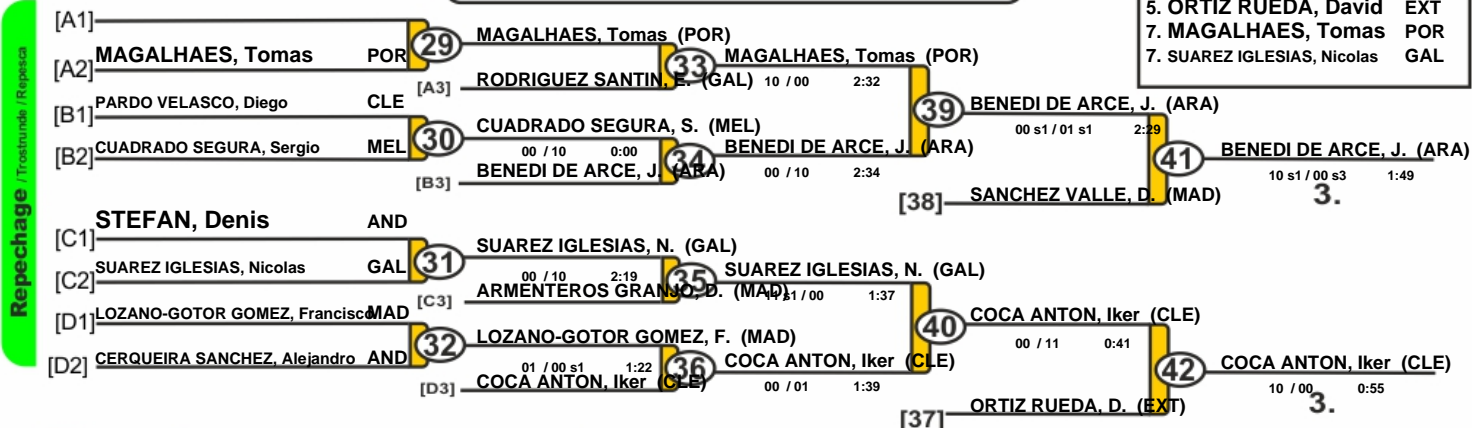 5. ORTIZ RUEDA, David EXT
7. MAGALHAES, Tomas POR
7. SUAREZ IGLESIAS, Nicolas GAL
Repechage / Trostrunde / Repesca
[A1]
[A2] MAGALHAES, Tomas POR
29
MAGALHAES, Tomas (POR)
[A3] RODRIGUEZ SANTIN, E. (GAL)
33
MAGALHAES, Tomas (POR)
10 / 00 2:32
[B1] PARDO VELASCO, Diego CLE
[B2] CUADRADO SEGURA, Sergio MEL
30
CUADRADO SEGURA, S. (MEL)
00 / 10 0:00
[B3] BENEDI DE ARCE, J. (ARA)
34
BENEDI DE ARCE, J. (ARA)
00 / 10 2:34
39
BENEDI DE ARCE, J. (ARA)
00 s1 / 01 s1 2:29
[38] SANCHEZ VALLE, D. (MAD)
41
BENEDI DE ARCE, J. (ARA)
10 s1 / 00 s3 1:49
3.
[C1] STEFAN, Denis AND
[C2] SUAREZ IGLESIAS, Nicolas GAL
31
SUAREZ IGLESIAS, N. (GAL)
00 / 10 2:19
[C3] ARMENTEROS GRANJO, D. (MAD)
35
SUAREZ IGLESIAS, N. (GAL)
11 s1 / 00 1:37
[D1] LOZANO-GOTOR GOMEZ, Francisco MAD
[D2] CERQUEIRA SANCHEZ, Alejandro AND
32
LOZANO-GOTOR GOMEZ, F. (MAD)
01 / 00 s1 1:22
[D3] COCA ANTON, Iker (CLE)
36
COCA ANTON, Iker (CLE)
00 / 01 1:39
40
COCA ANTON, Iker (CLE)
00 / 11 0:41
[37] ORTIZ RUEDA, D. (EXT)
42
COCA ANTON, Iker (CLE)
10 / 00 0:55
3.